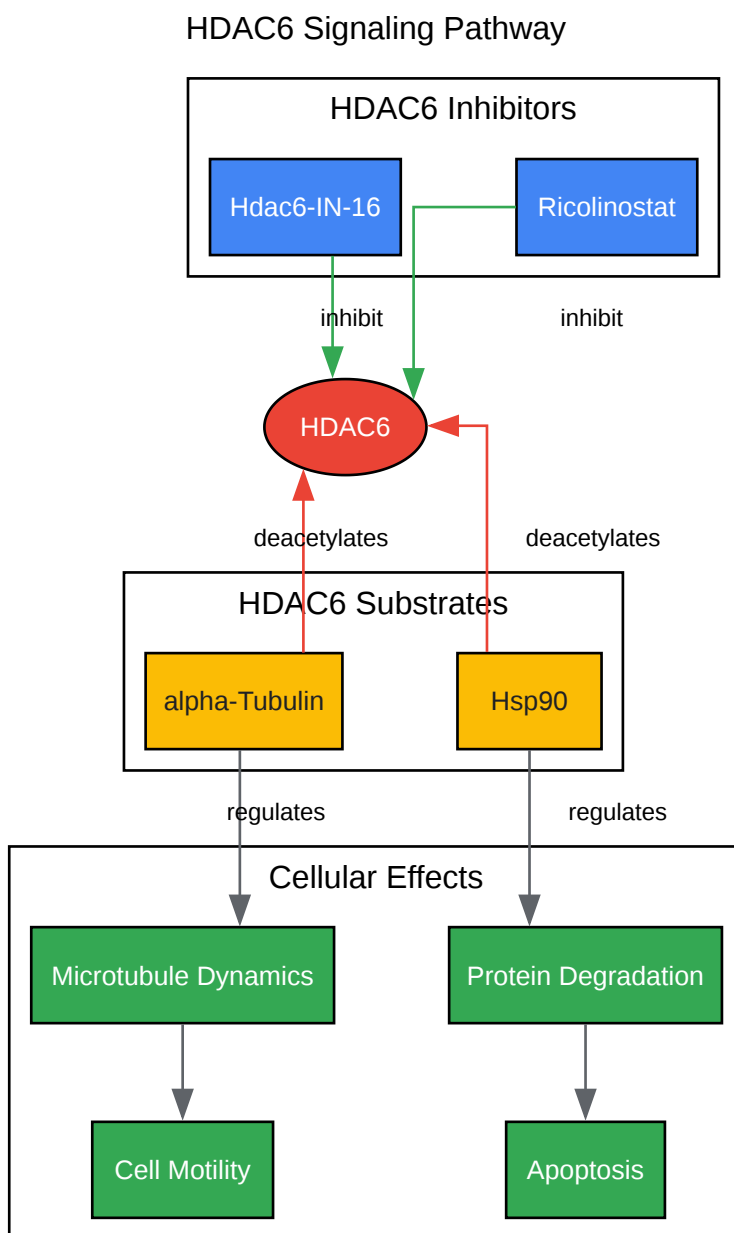 HDAC6 Signaling Pathway
HDAC6 Inhibitors
Hdac6-IN-16
Ricolinostat
inhibit
inhibit
HDAC6
deacetylates
deacetylates
HDAC6 Substrates
alpha-Tubulin
Hsp90
regulates
regulates
Cellular Effects
Microtubule Dynamics
Protein Degradation
Cell Motility
Apoptosis